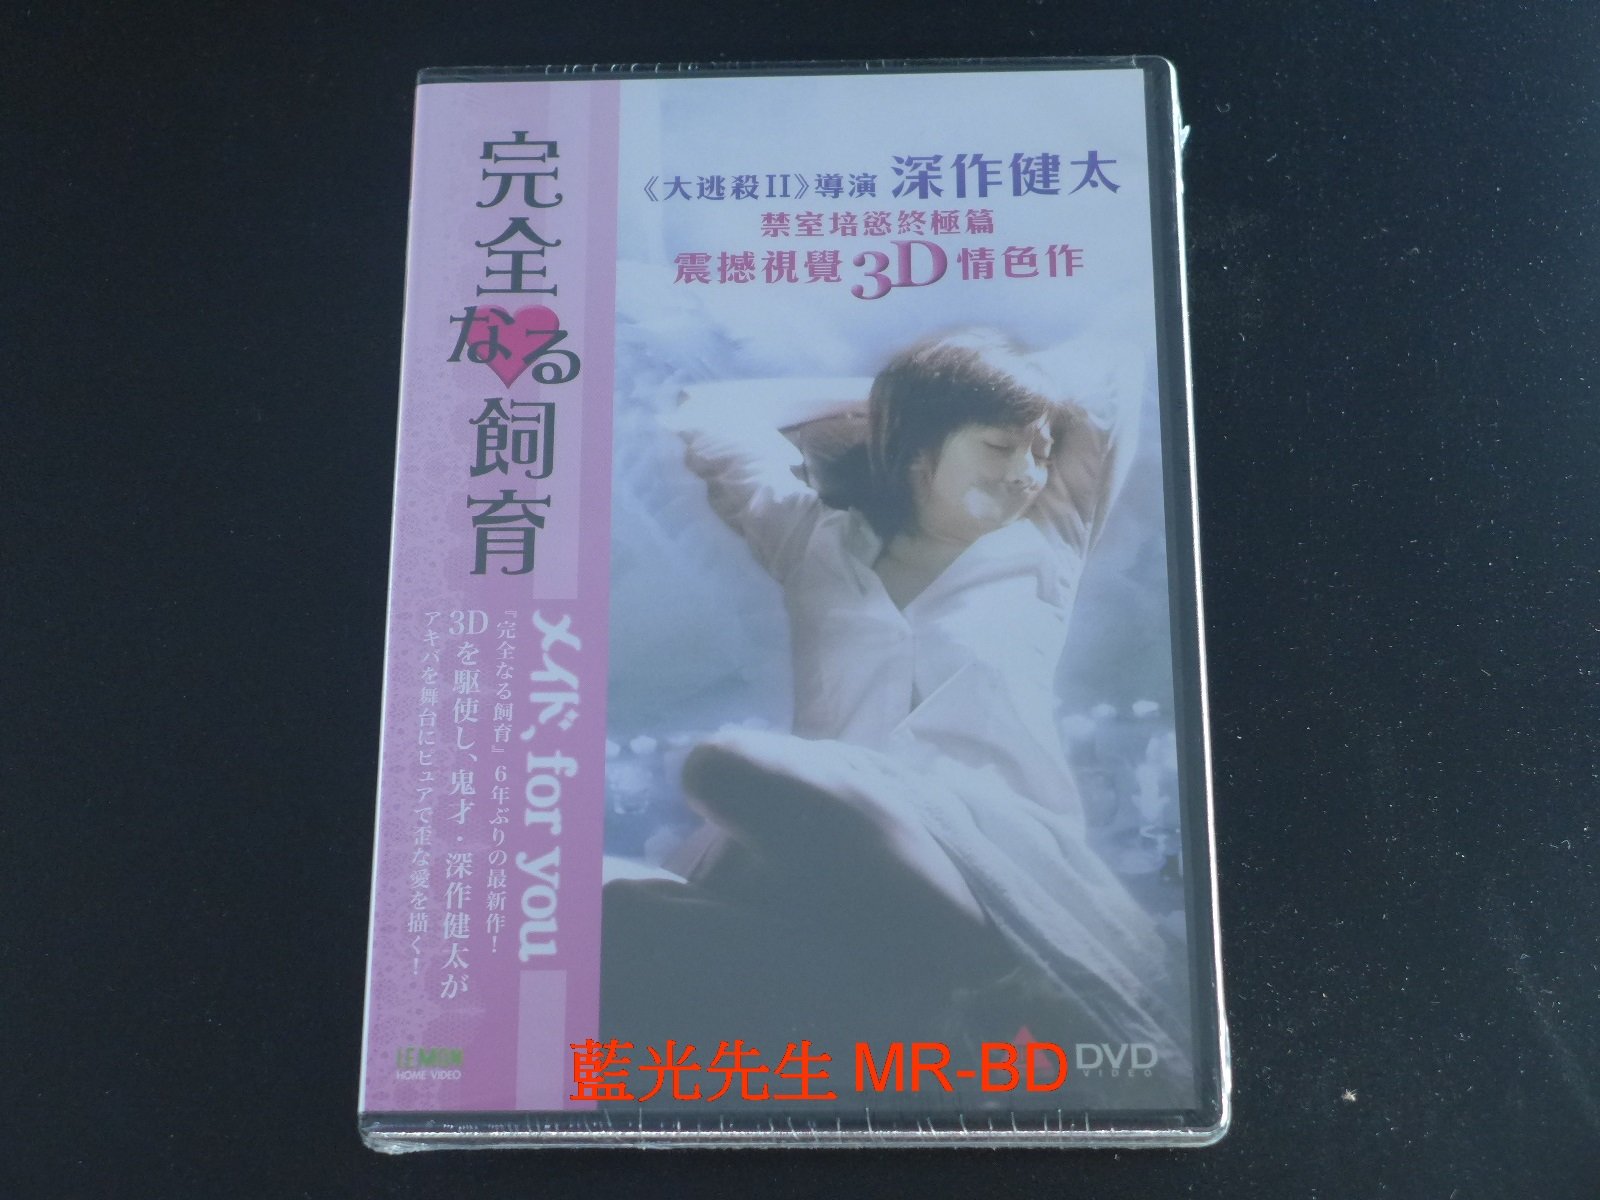 完全なる飼育
メイド、for you
『完全なる飼育』6年ぶりの最新作！
3Dを駆使し、鬼才・深作健太が
アキバを舞台にピュアで歪な愛を描く！
《大逃殺II》導演 深作健太
禁室培慾終極篇
震撼視覺3D情色作
LEMON
HOME VIDEO
藍光先生 MR-BD
DVD
VIDEO